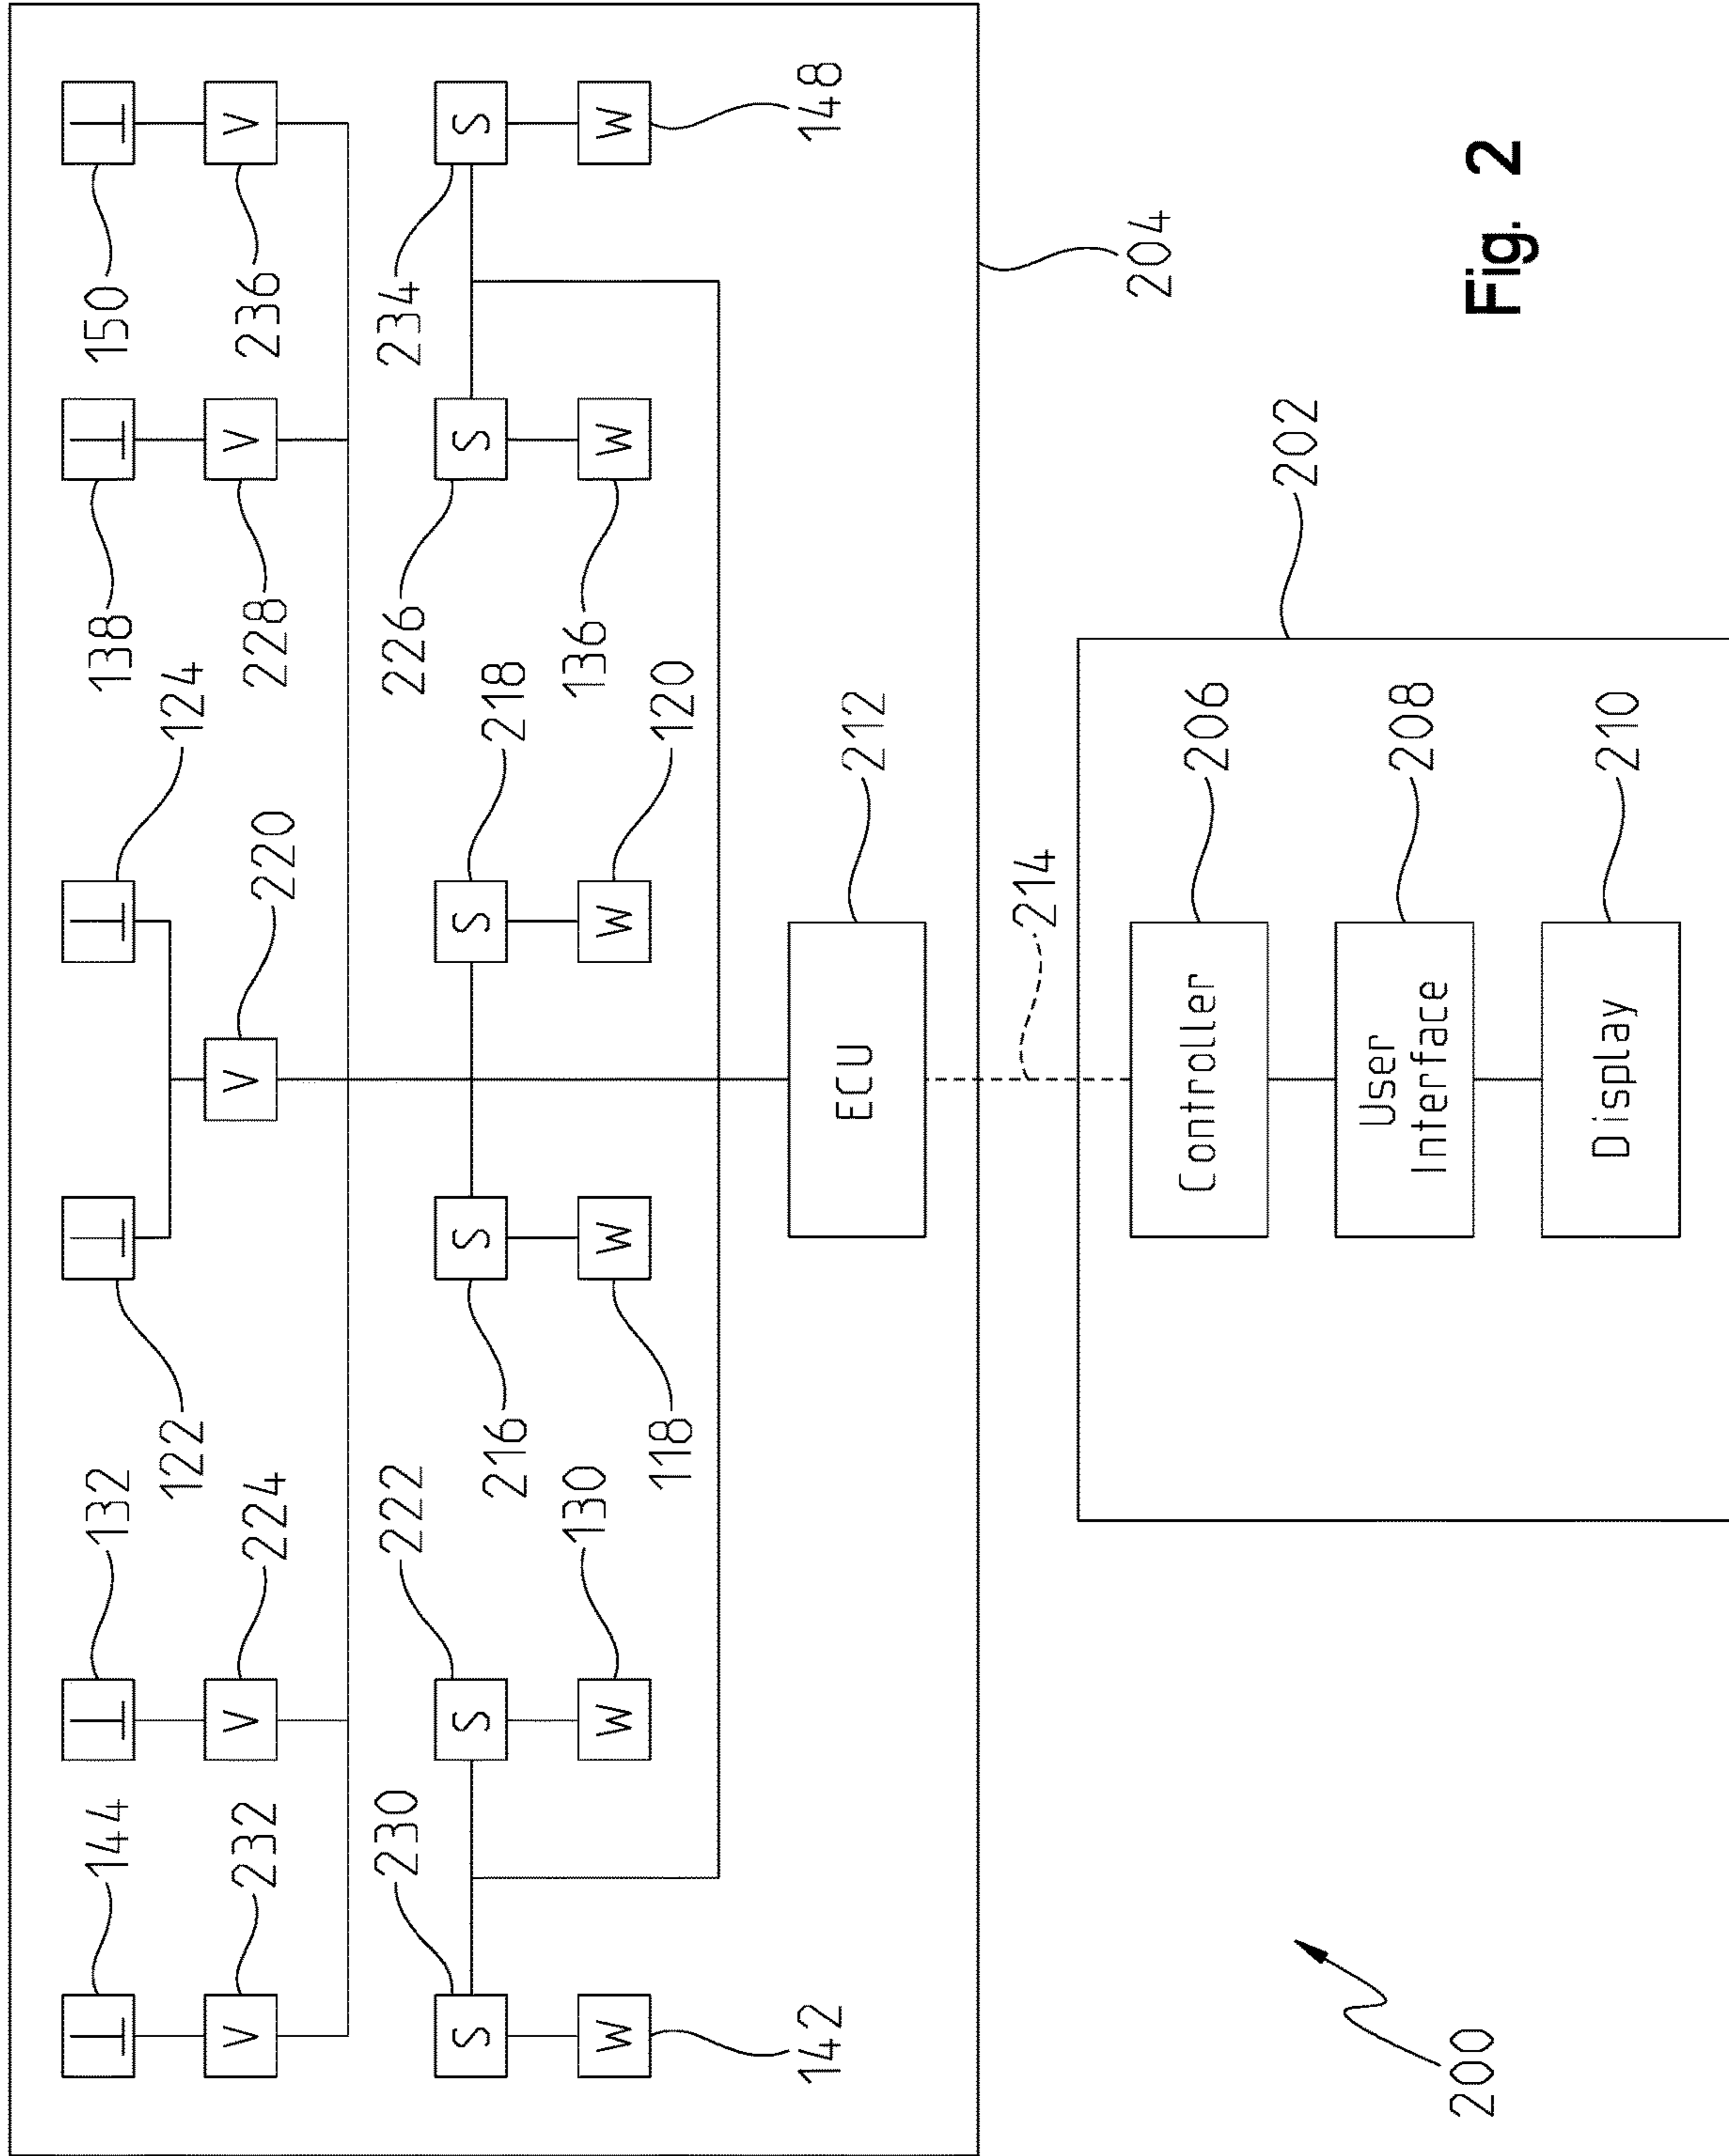 T
144
T
132
T
122
T
124
T
138
T
150
V
232
V
224
V
220
V
228
V
236
S
230
S
222
S
216
S
218
S
226
S
234
W
142
W
130
W
118
W
120
W
136
W
148
ECU
212
204
214
Controller
206
User
Interface
208
Display
210
202
200
Fig. 2